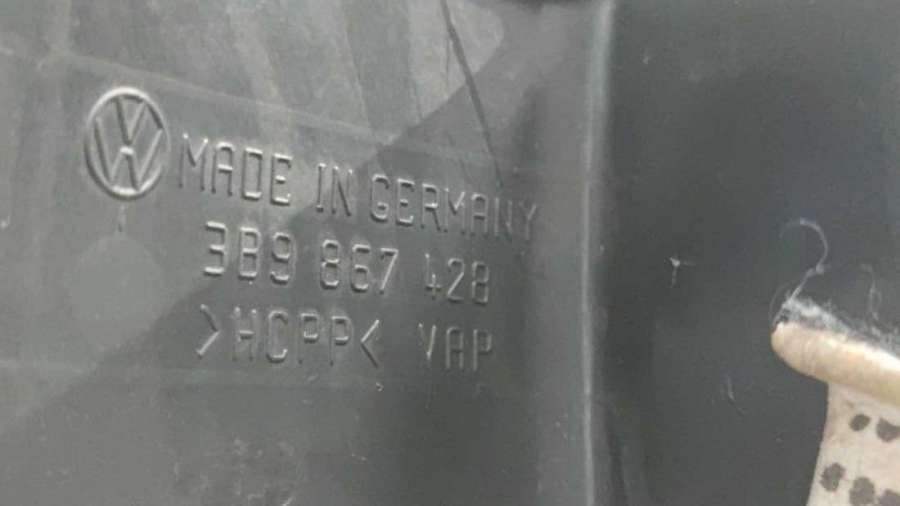 MADE IN GERMANY
3B9 867 428
>HCPP< VAP